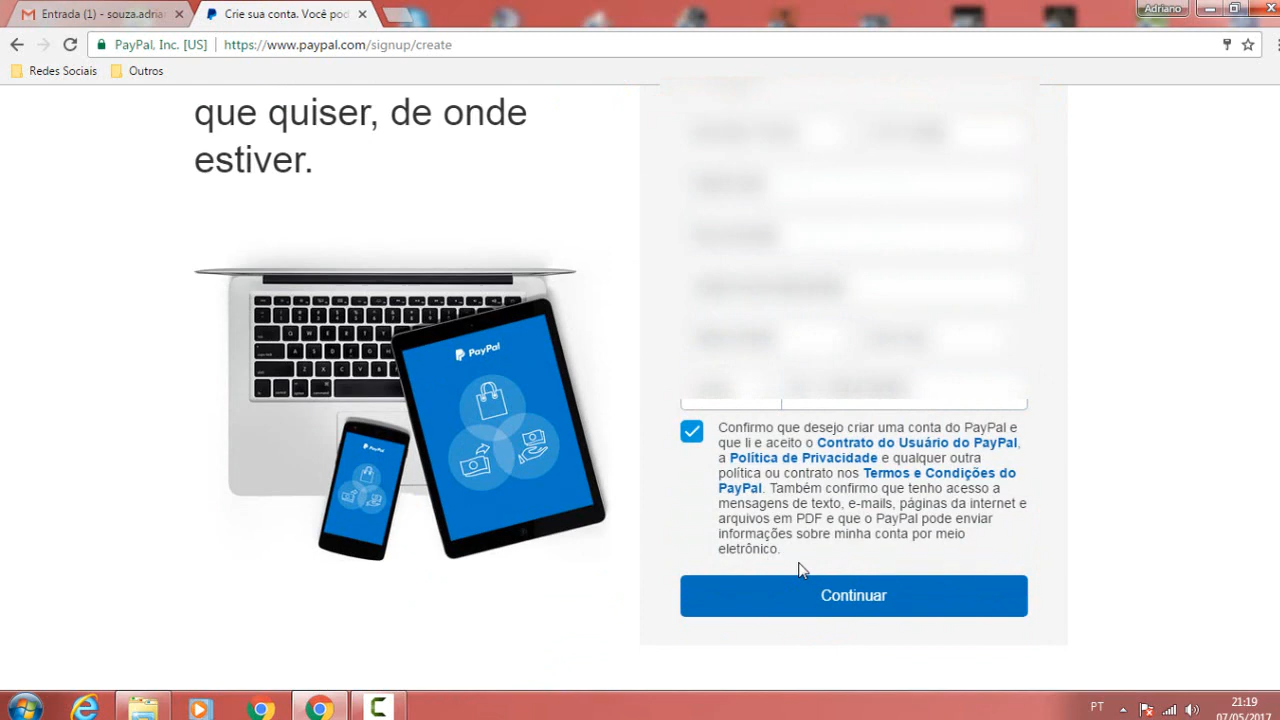 Entrada (1) - souza.adria
Crie sua conta. Você pod
Adriano
PayPal, Inc. [US]
https://www.paypal.com/signup/create
Redes Sociais
Outros
que quiser, de onde
estiver.
PayPal
PayPal
Confirmo que desejo criar uma conta do PayPal e
que li e aceito o Contrato do Usuário do PayPal,
a Política de Privacidade e qualquer outra
política ou contrato nos Termos e Condições do
PayPal. Também confirmo que tenho acesso a
mensagens de texto, e-mails, páginas da internet e
arquivos em PDF e que o PayPal pode enviar
informações sobre minha conta por meio
eletrônico.
Continuar
PT
21:19
07/05/2017